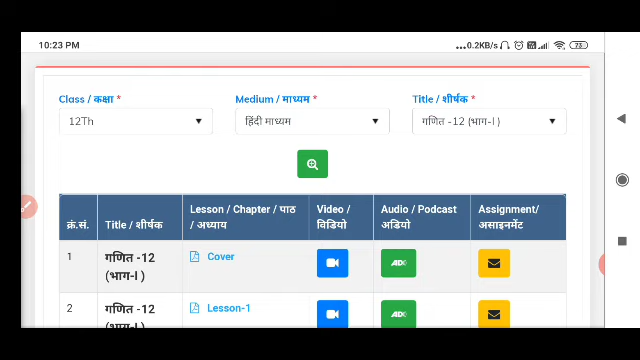 10:23 PM ...0.2KB/s 73
Class / कक्षा * Medium / माध्यम * Title / शीर्षक *
12Th हिंदी माध्यम गणित -12 (भाग-I )
क्रं.सं. Title / शीर्षक Lesson / Chapter / पाठ / अध्याय Video / विडियो Audio / Podcast अडियो Assignment/ असाइनमेंट
1 गणित -12 (भाग-I ) Cover
2 गणित -12 (भाग-I Lesson-1